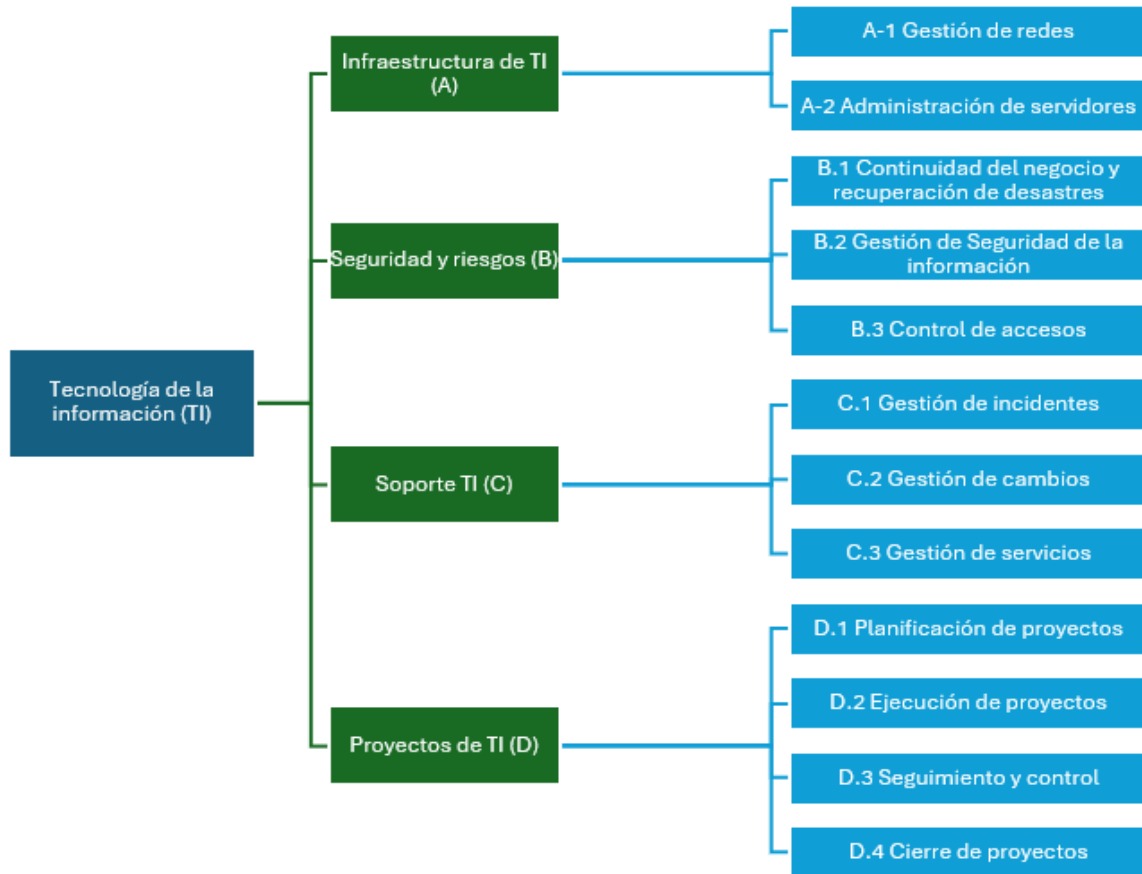 Tecnología de la
información (TI)
Infraestructura de TI
(A)
A-1 Gestión de redes
A-2 Administración de servidores
Seguridad y riesgos (B)
B.1 Continuidad del negocio y
recuperación de desastres
B.2 Gestión de Seguridad de la
información
B.3 Control de accesos
Soporte TI (C)
C.1 Gestión de incidentes
C.2 Gestión de cambios
C.3 Gestión de servicios
Proyectos de TI (D)
D.1 Planificación de proyectos
D.2 Ejecución de proyectos
D.3 Seguimiento y control
D.4 Cierre de proyectos